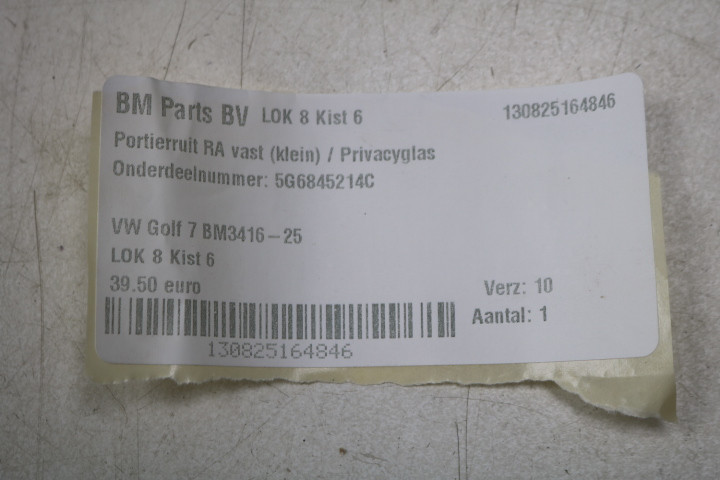 BM Parts BV LOK 8 Kist 6 130825164846
Portierruit RA vast (klein) / Privacyglas
Onderdeelnummer: 5G6845214C
VW Golf 7 BM3416-25
LOK 8 Kist 6
39.50 euro Verz: 10
Aantal: 1
130825164846